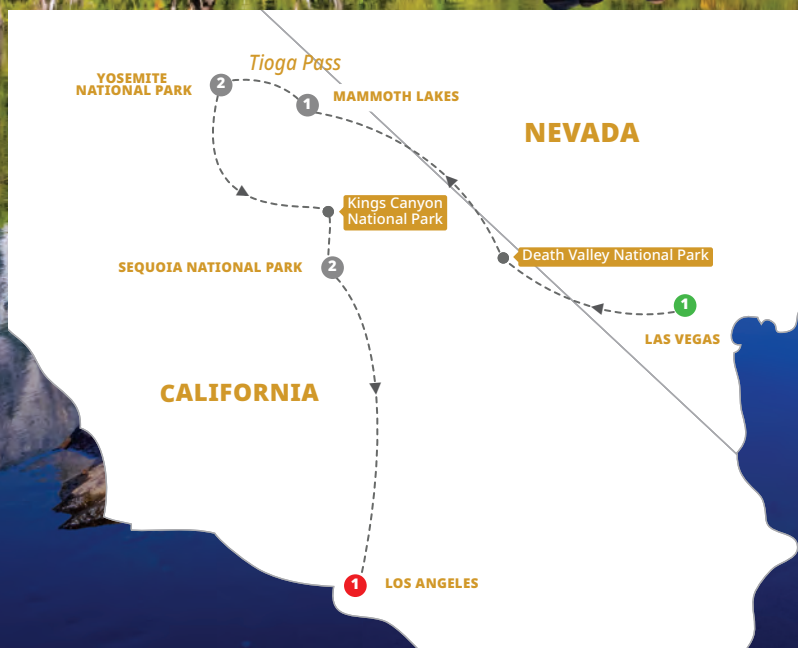 Tioga Pass
YOSEMITE
NATIONAL PARK
2
1
MAMMOTH LAKES
NEVADA
Kings Canyon
National Park
Death Valley National Park
SEQUOIA NATIONAL PARK
2
1
LAS VEGAS
CALIFORNIA
1
LOS ANGELES